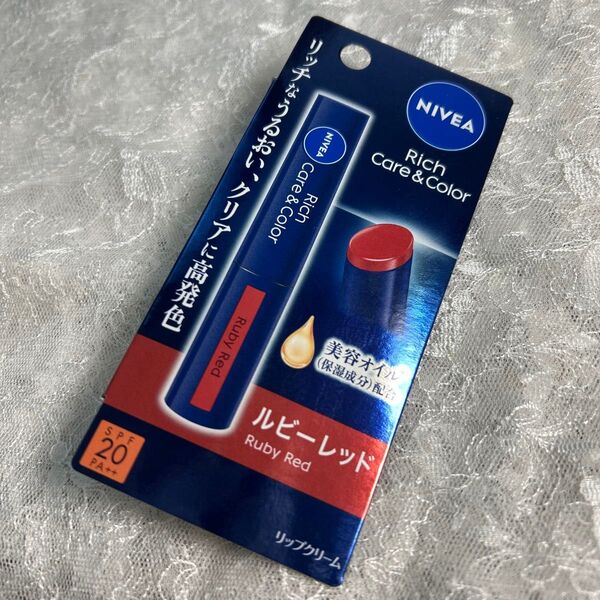 NIVEA
Rich
Care & Color
リッチなうるおい、クリアに高発色
NIVEA
Rich
Care & Color
Ruby Red
美容オイル
(保湿成分)配合
ルビーレッド
Ruby Red
SPF
20
PA++
リップクリーム